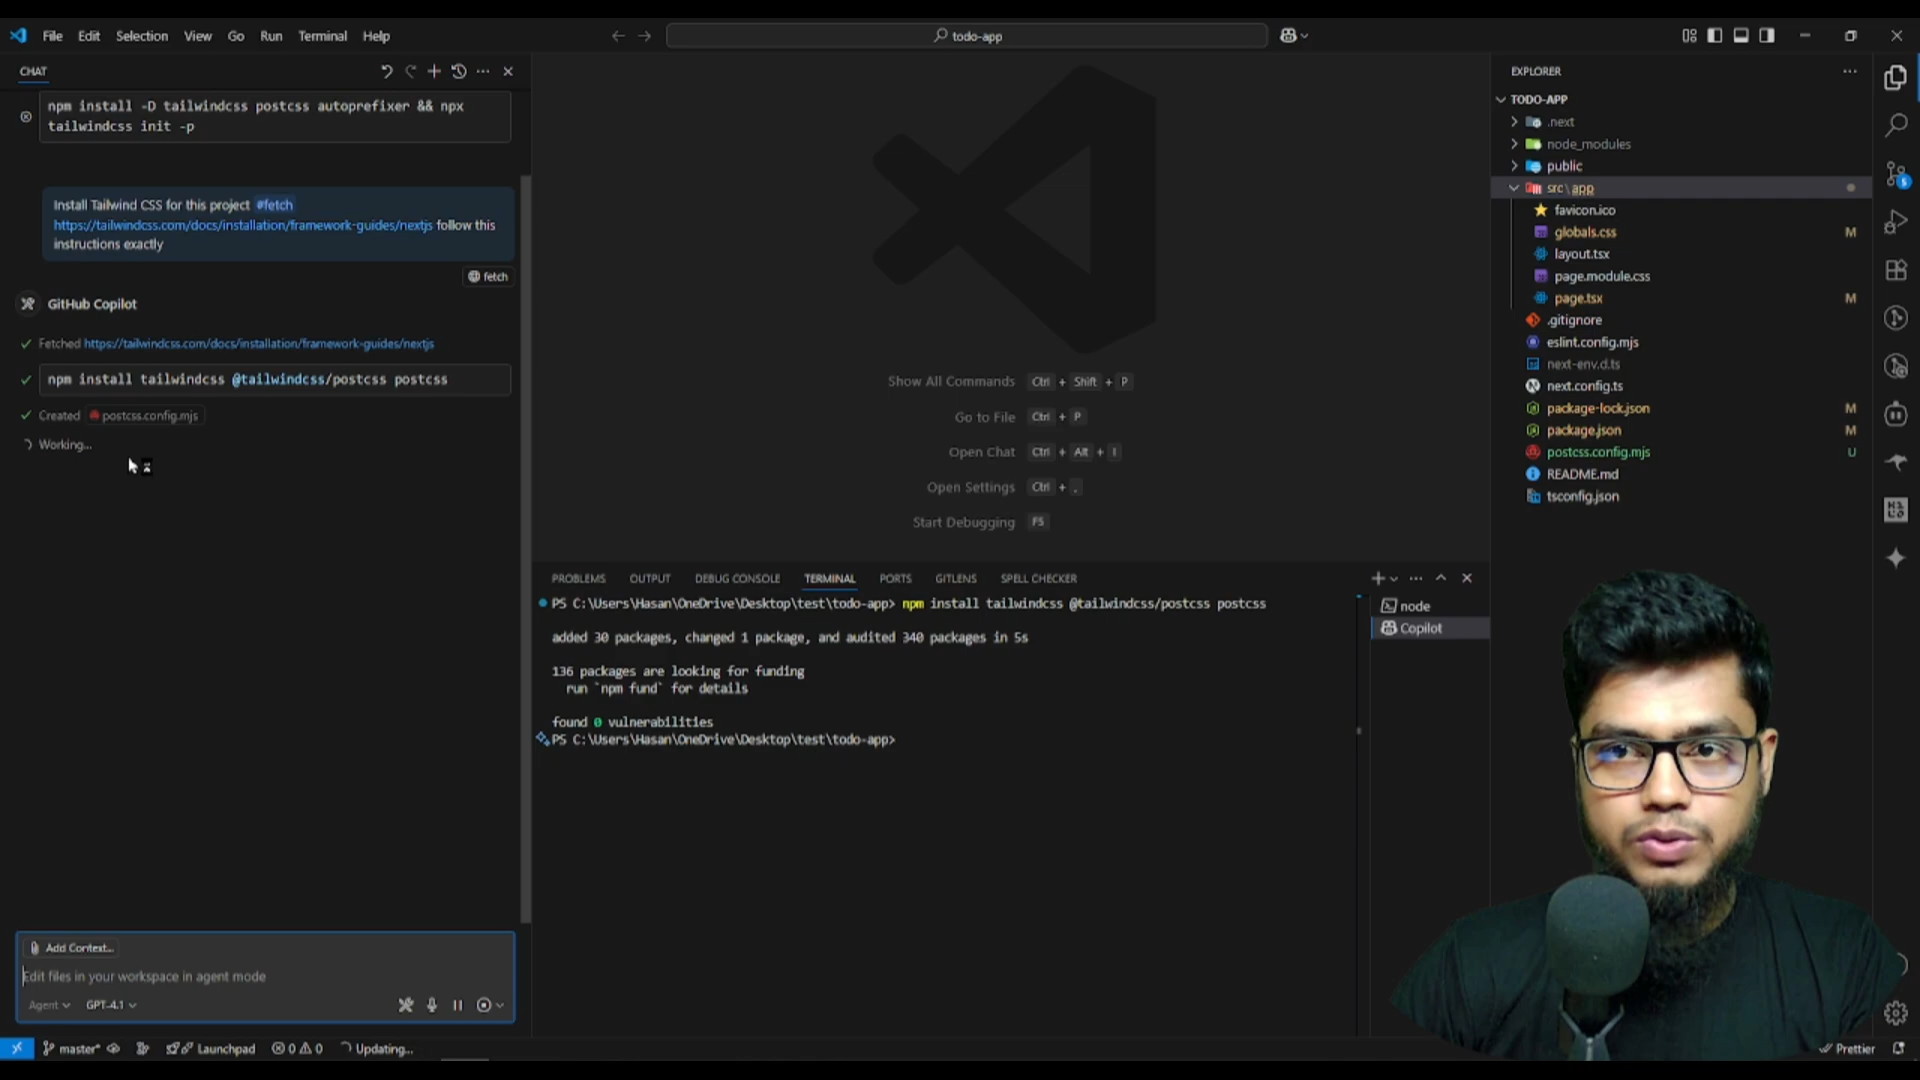 File Edit Selection View Go Run Terminal Help
todo-app
CHAT
npm install -D tailwindcss postcss autoprefixer && npx
tailwindcss init -p
Install Tailwind CSS for this project #fetch
https://tailwindcss.com/docs/installation/framework-guides/nextjs follow this
instructions exactly
fetch
GitHub Copilot
Fetched https://tailwindcss.com/docs/installation/framework-guides/nextjs
npm install tailwindcss @tailwindcss/postcss postcss
Created postcss.config.mjs
Working...
Add Context...
Edit files in your workspace in agent mode
Agent GPT-4.1
Show All Commands Ctrl + Shift + P
Go to File Ctrl + P
Open Chat Ctrl + Alt + I
Open Settings Ctrl + ,
Start Debugging F5
PROBLEMS OUTPUT DEBUG CONSOLE TERMINAL PORTS GITLENS SPELL CHECKER
PS C:\Users\Hasan\OneDrive\Desktop\test\todo-app> npm install tailwindcss @tailwindcss/postcss postcss
added 30 packages, changed 1 package, and audited 340 packages in 5s
136 packages are looking for funding
run `npm fund` for details
found 0 vulnerabilities
PS C:\Users\Hasan\OneDrive\Desktop\test\todo-app>
node
Copilot
EXPLORER
TODO-APP
.next
node_modules
public
src\app
favicon.ico
globals.css M
layout.tsx
page.module.css
page.tsx M
.gitignore
eslint.config.mjs
next-env.d.ts
next.config.ts
package-lock.json M
package.json M
postcss.config.mjs U
README.md
tsconfig.json
master* Launchpad 0 0 Updating...
Prettier